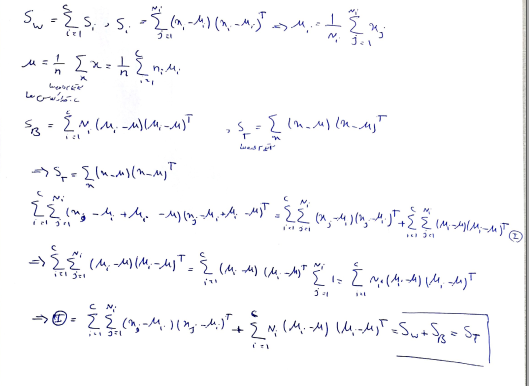 S_W = Σ_{i=1}^{C} S_i , S_i = Σ_{j=1}^{N_i} (x_j - μ_i)(x_j - μ_i)^T ⇒ μ_i = 1/N_i Σ_{j=1}^{N_i} x_j
μ = 1/n Σ_x x = 1/n Σ_{i=1}^{C} n_i μ_i
S_B = Σ_{i=1}^{C} N_i (μ_i - μ)(μ_i - μ)^T , S_T = Σ_x (x - μ)(x - μ)^T
⇒ S_T = Σ_x (x - μ)(x - μ)^T
Σ_{i=1}^{C} Σ_{j=1}^{N_i} (x_j - μ_i + μ_i - μ)(x_j - μ_i + μ_i - μ)^T = Σ_{i=1}^{C} Σ_{j=1}^{N_i} (x_j - μ_i)(x_j - μ_i)^T + Σ_{i=1}^{C} Σ_{j=1}^{N_i} (μ_i - μ)(μ_i - μ)^T Ⓘ
⇒ Σ_{i=1}^{C} Σ_{j=1}^{N_i} (μ_i - μ)(μ_i - μ)^T = Σ_{i=1}^{C} (μ_i - μ)(μ_i - μ)^T Σ_{j=1}^{N_i} 1 = Σ_{i=1}^{C} N_i (μ_i - μ)(μ_i - μ)^T
⇒ Ⓘ = Σ_{i=1}^{C} Σ_{j=1}^{N_i} (x_j - μ_i)(x_j - μ_i)^T + Σ_{i=1}^{C} N_i (μ_i - μ)(μ_i - μ)^T = S_W + S_B = S_T